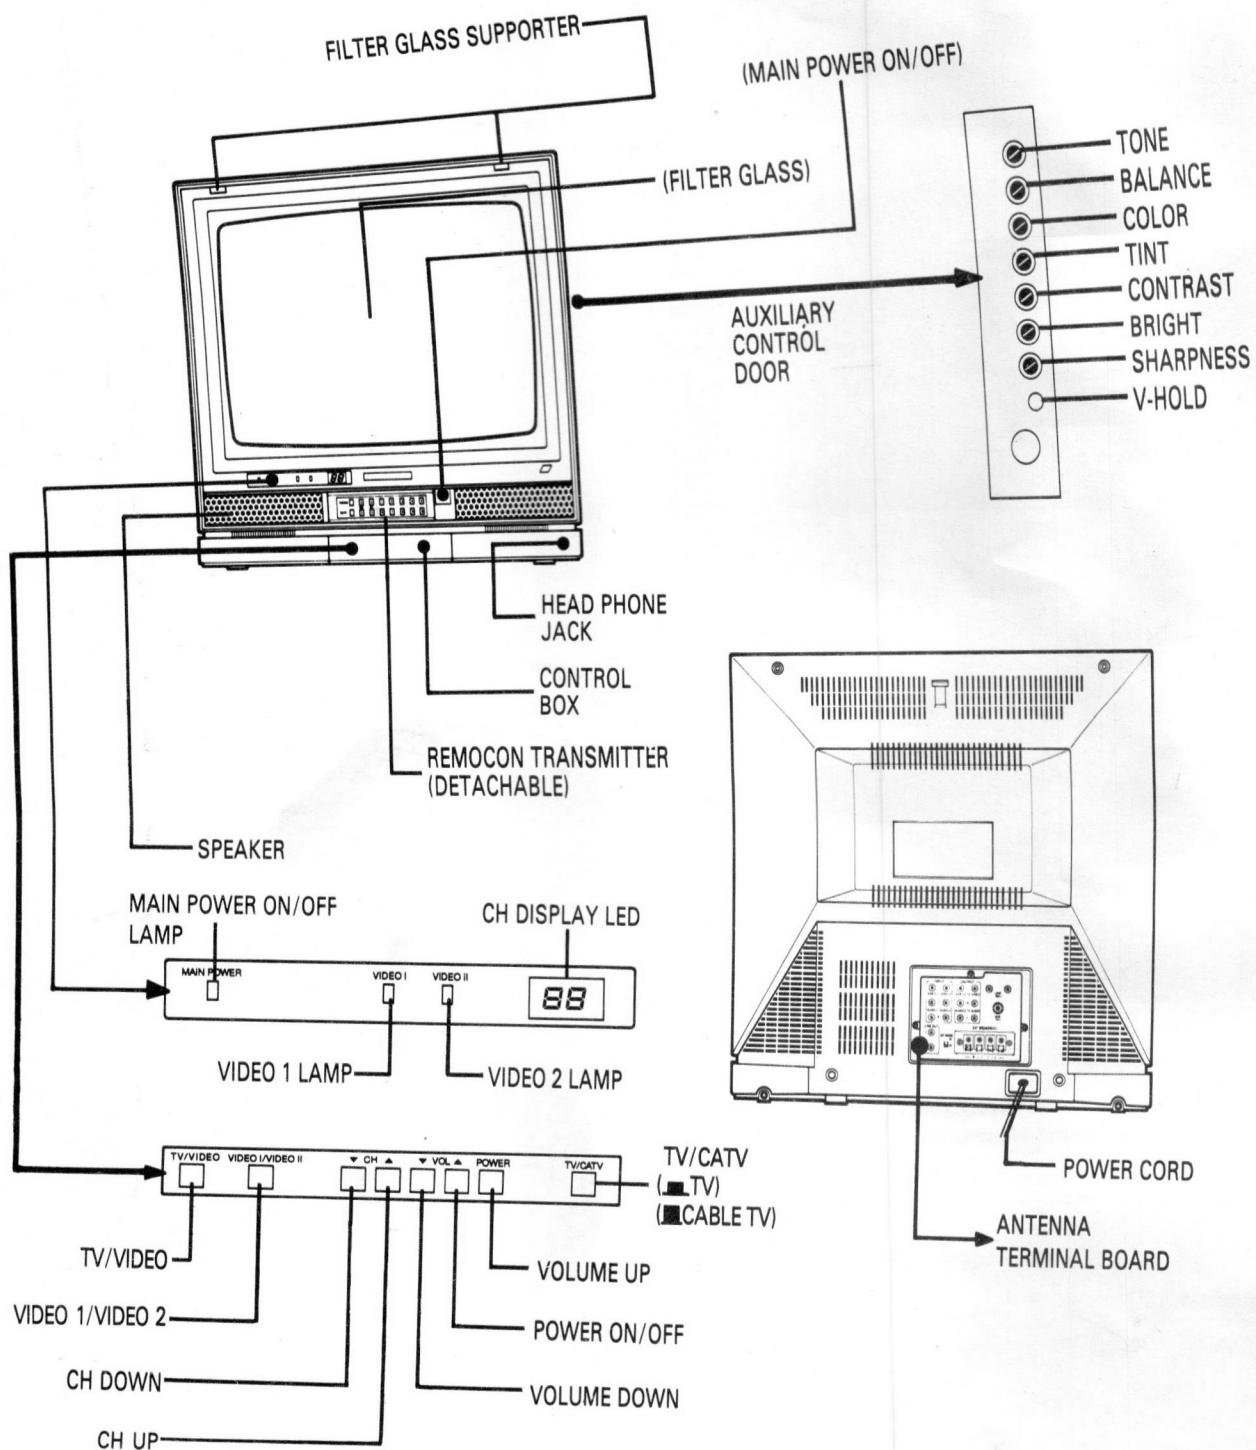 FILTER GLASS SUPPORTER
(MAIN POWER ON/OFF)
(FILTER GLASS)
TONE
BALANCE
COLOR
TINT
CONTRAST
BRIGHT
SHARPNESS
V-HOLD
AUXILIARY
CONTROL
DOOR
88
HEAD PHONE
JACK
CONTROL
BOX
REMOCON TRANSMITTER
(DETACHABLE)
SPEAKER
MAIN POWER ON/OFF
LAMP
CH DISPLAY LED
MAIN POWER
VIDEO I
VIDEO II
88
VIDEO 1 LAMP
VIDEO 2 LAMP
TV/VIDEO
VIDEO I/VIDEO II
▼ CH ▲
▼ VOL ▲
POWER
TV/CATV
TV/CATV
(TV)
(CABLE TV)
TV/VIDEO
VIDEO 1/VIDEO 2
CH DOWN
CH UP
VOLUME UP
POWER ON/OFF
VOLUME DOWN
POWER CORD
ANTENNA
TERMINAL BOARD